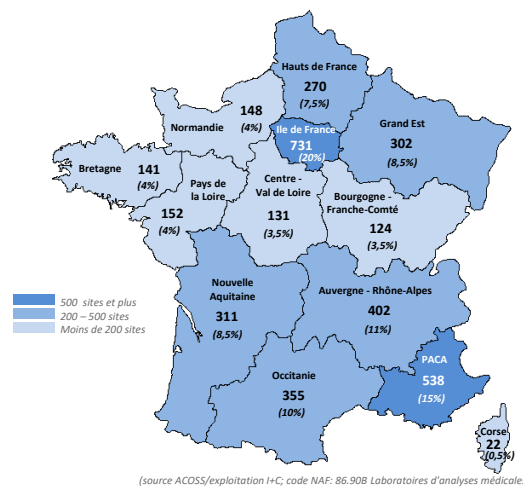 Hauts de France
270
(7,5%)
148
(4%)
Normandie
Ile de France
731
(20%)
Grand Est
302
(8,5%)
Bretagne
141
(4%)
Pays de
la Loire
152
(4%)
Centre -
Val de Loire
131
(3,5%)
Bourgogne -
Franche-Comté
124
(3,5%)
Nouvelle
Aquitaine
311
(8,5%)
Auvergne - Rhône-Alpes
402
(11%)
500 sites et plus
200 – 500 sites
Moins de 200 sites
PACA
538
(15%)
Occitanie
355
(10%)
Corse
22
(0,5%)
(source ACOSS/exploitation I+C; code NAF: 86.90B Laboratoires d'analyses médicale